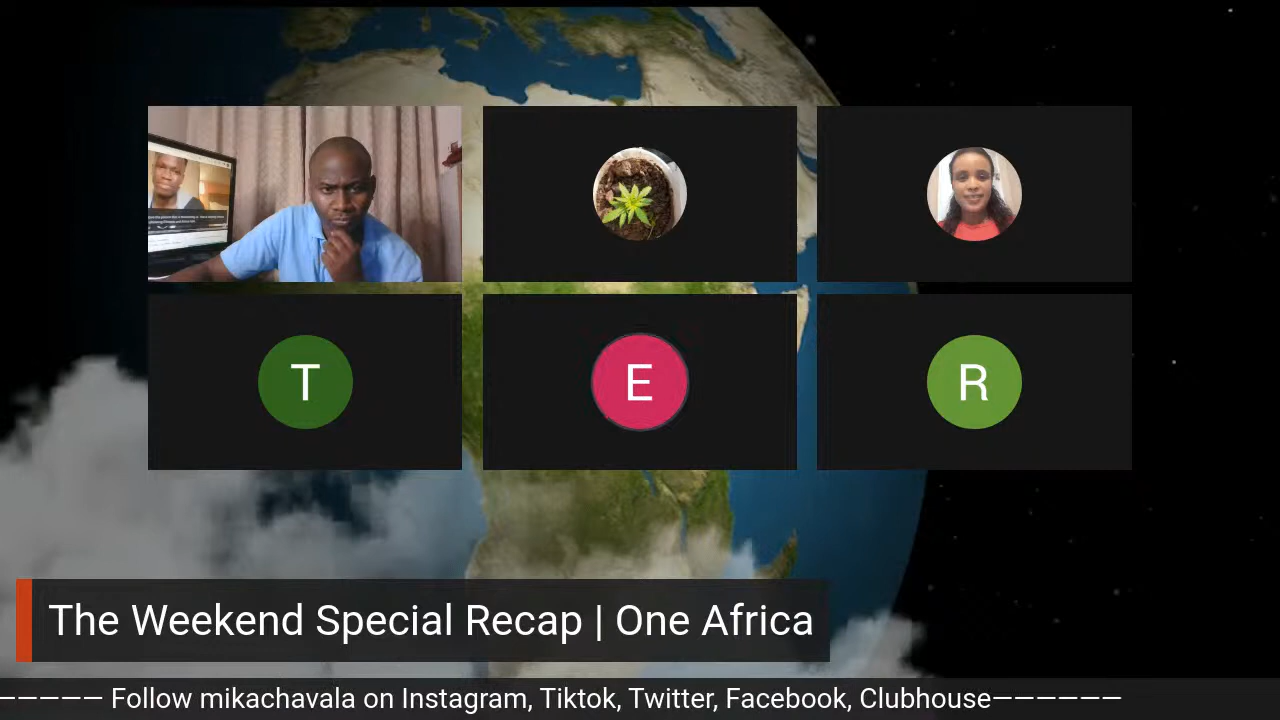 T
E
R
The Weekend Special Recap | One Africa
—————— Follow mikachavala on Instagram, Tiktok, Twitter, Facebook, Clubhouse——————